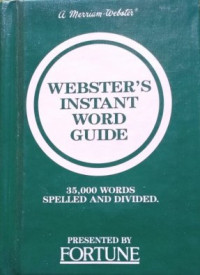 A Merriam-Webster®
WEBSTER'S
INSTANT
WORD
GUIDE
35,000 WORDS
SPELLED AND DIVIDED.
PRESENTED BY
FORTUNE